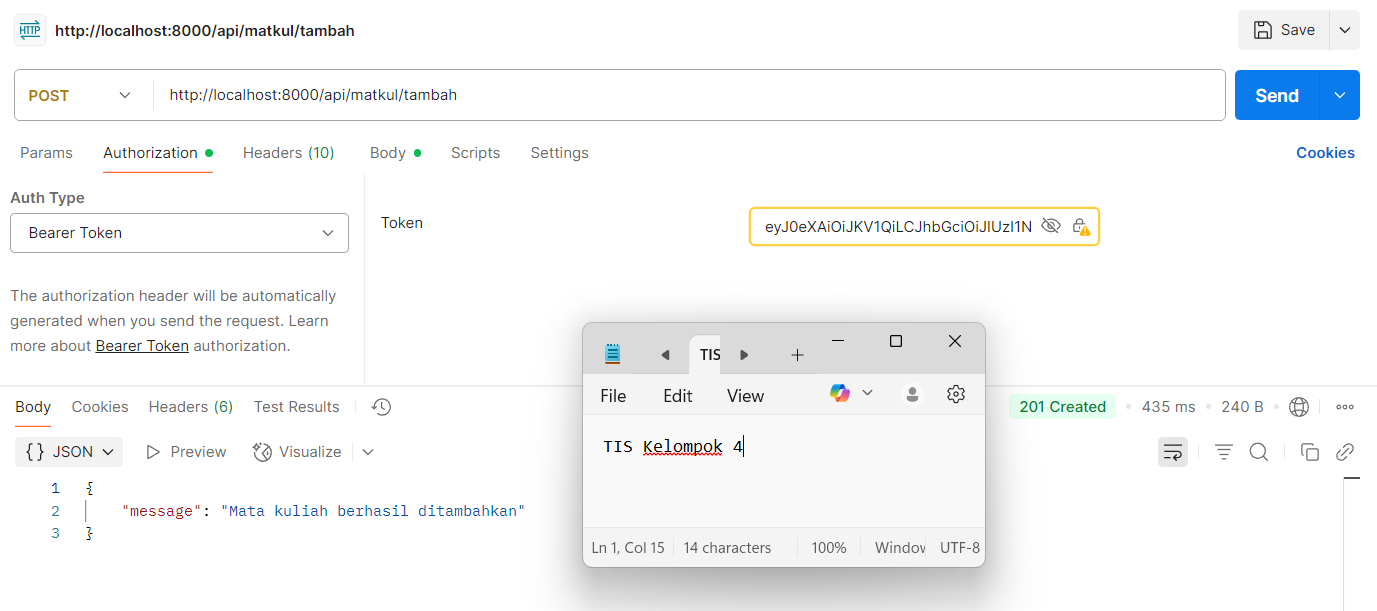 HTTP http://localhost:8000/api/matkul/tambah Save
POST http://localhost:8000/api/matkul/tambah Send
Params Authorization Headers (10) Body Scripts Settings Cookies
Auth Type
Bearer Token
Token eyJ0eXAiOiJKV1QiLCJhbGciOiJIUzI1N
The authorization header will be automatically
generated when you send the request. Learn
more about Bearer Token authorization.
TIS
File Edit View
TIS Kelompok 4
Ln 1, Col 15 14 characters 100% Window UTF-8
Body Cookies Headers (6) Test Results 201 Created 435 ms 240 B
{} JSON Preview Visualize
1 {
2 "message": "Mata kuliah berhasil ditambahkan"
3 }